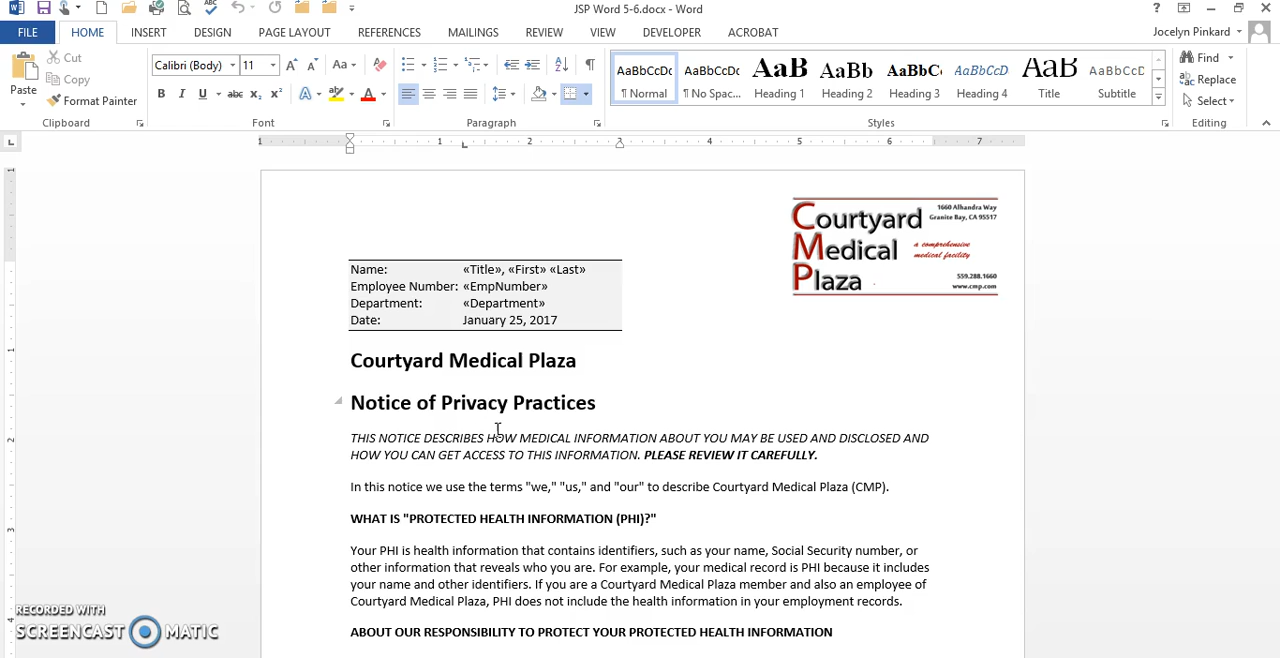 JSP Word 5-6.docx - Word
FILE HOME INSERT DESIGN PAGE LAYOUT REFERENCES MAILINGS REVIEW VIEW DEVELOPER ACROBAT Jocelyn Pinkard
Paste Cut Copy Format Painter
Calibri (Body) 11
AaBbCcDc AaBbCcDc AaB AaBb AaBbC AaBbCcD AaB AaBbCcD
¶ Normal ¶ No Spac... Heading 1 Heading 2 Heading 3 Heading 4 Title Subtitle
Find Replace Select
Clipboard Font Paragraph Styles Editing
1 1 2 3 4 5 6 7
Courtyard Medical Plaza
1660 Alhandra Way
Granite Bay, CA 95517
a comprehensive
medical facility
559.288.1660
www.cmp.com
Name: «Title», «First» «Last»
Employee Number: «EmpNumber»
Department: «Department»
Date: January 25, 2017
Courtyard Medical Plaza
Notice of Privacy Practices
THIS NOTICE DESCRIBES HOW MEDICAL INFORMATION ABOUT YOU MAY BE USED AND DISCLOSED AND
HOW YOU CAN GET ACCESS TO THIS INFORMATION. PLEASE REVIEW IT CAREFULLY.
In this notice we use the terms "we," "us," and "our" to describe Courtyard Medical Plaza (CMP).
WHAT IS "PROTECTED HEALTH INFORMATION (PHI)?"
Your PHI is health information that contains identifiers, such as your name, Social Security number, or
other information that reveals who you are. For example, your medical record is PHI because it includes
your name and other identifiers. If you are a Courtyard Medical Plaza member and also an employee of
Courtyard Medical Plaza, PHI does not include the health information in your employment records.
ABOUT OUR RESPONSIBILITY TO PROTECT YOUR PROTECTED HEALTH INFORMATION
RECORDED WITH
SCREENCAST MATIC